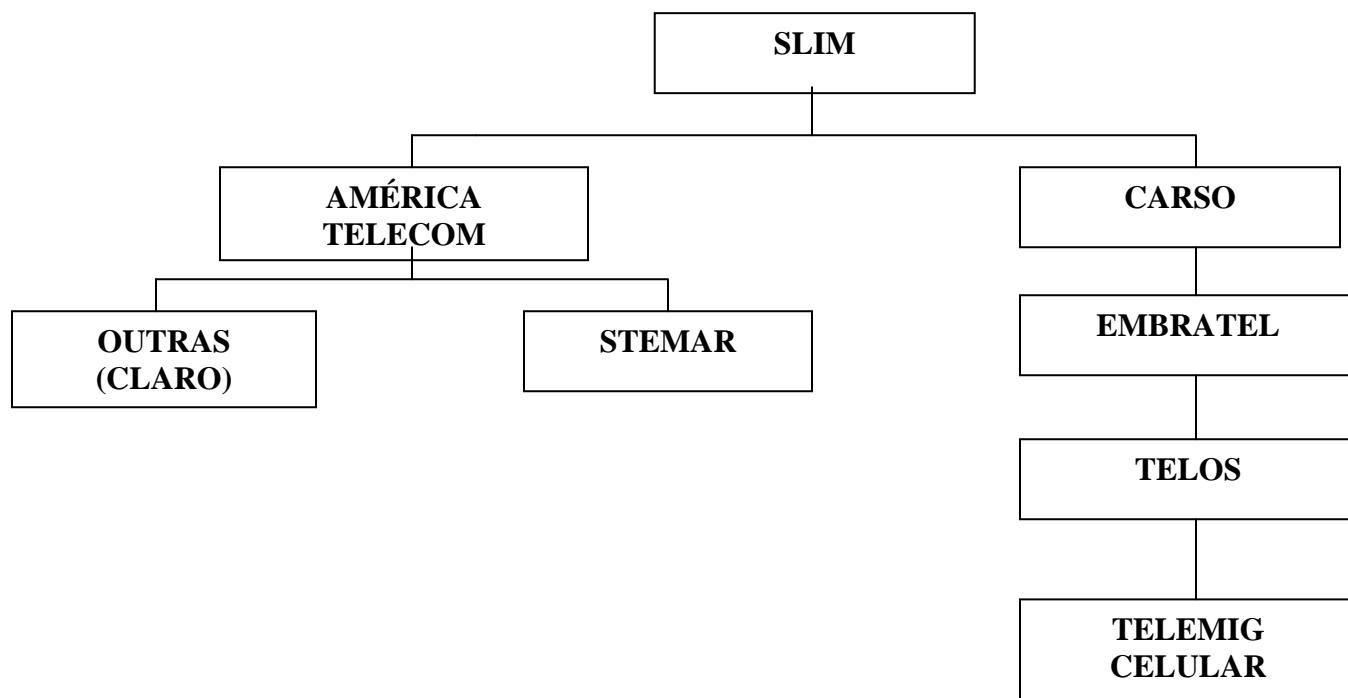 SLIM
AMÉRICA
TELECOM
CARSO
OUTRAS
(CLARO)
STEMAR
EMBRATEL
TELOS
TELEMIG
CELULAR